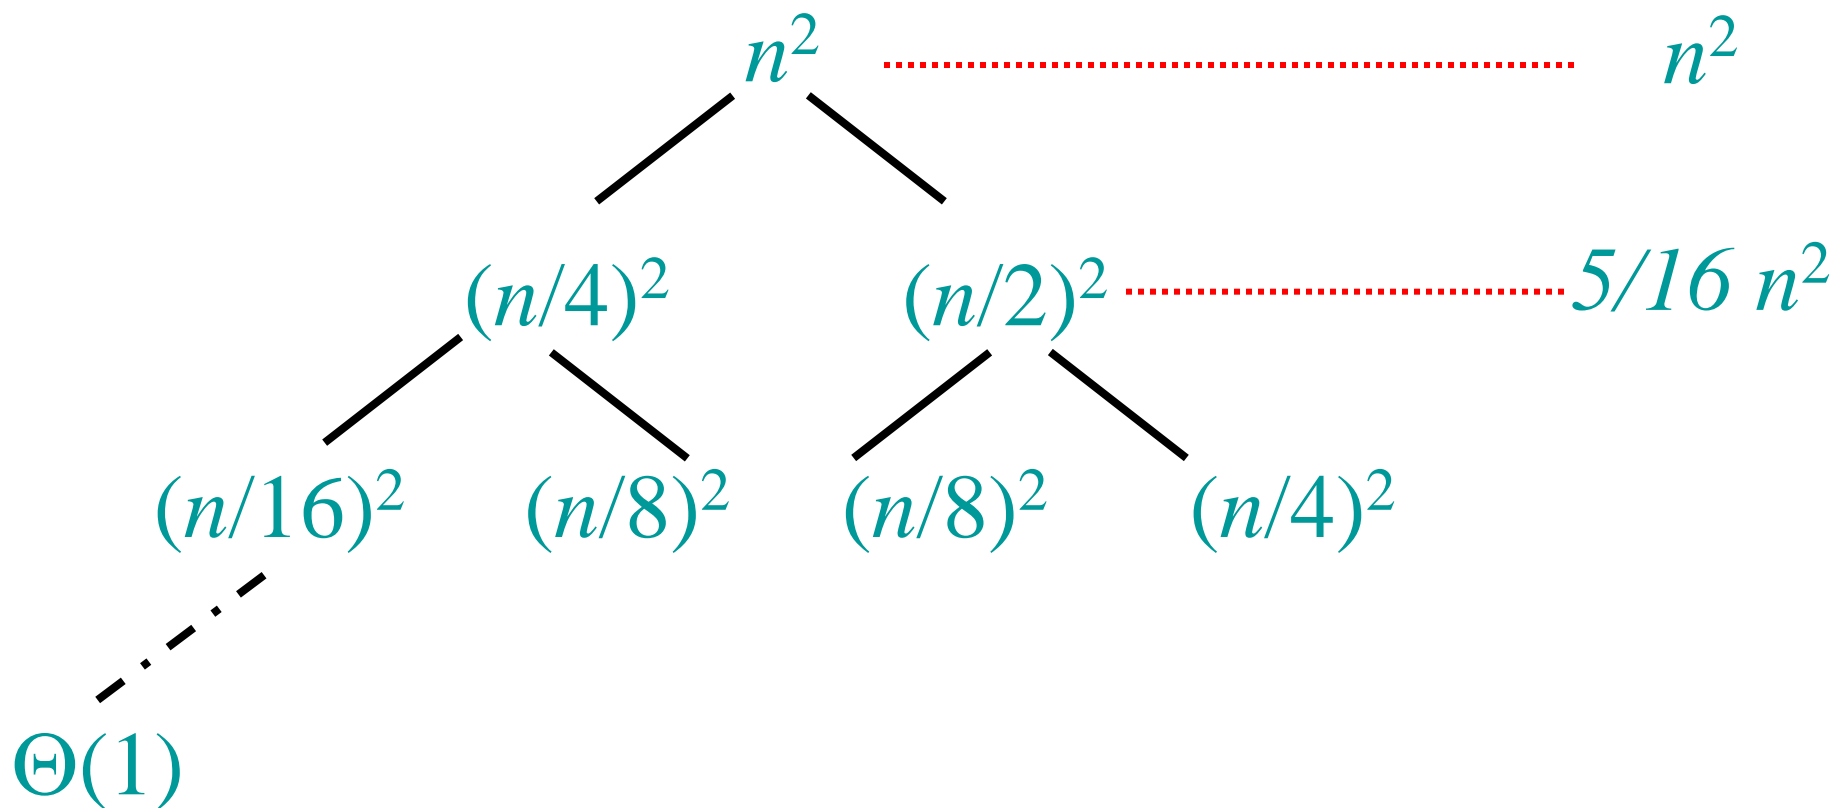 n² n²
(n/4)² (n/2)² 5/16 n²
(n/16)² (n/8)² (n/8)² (n/4)²
Θ(1)